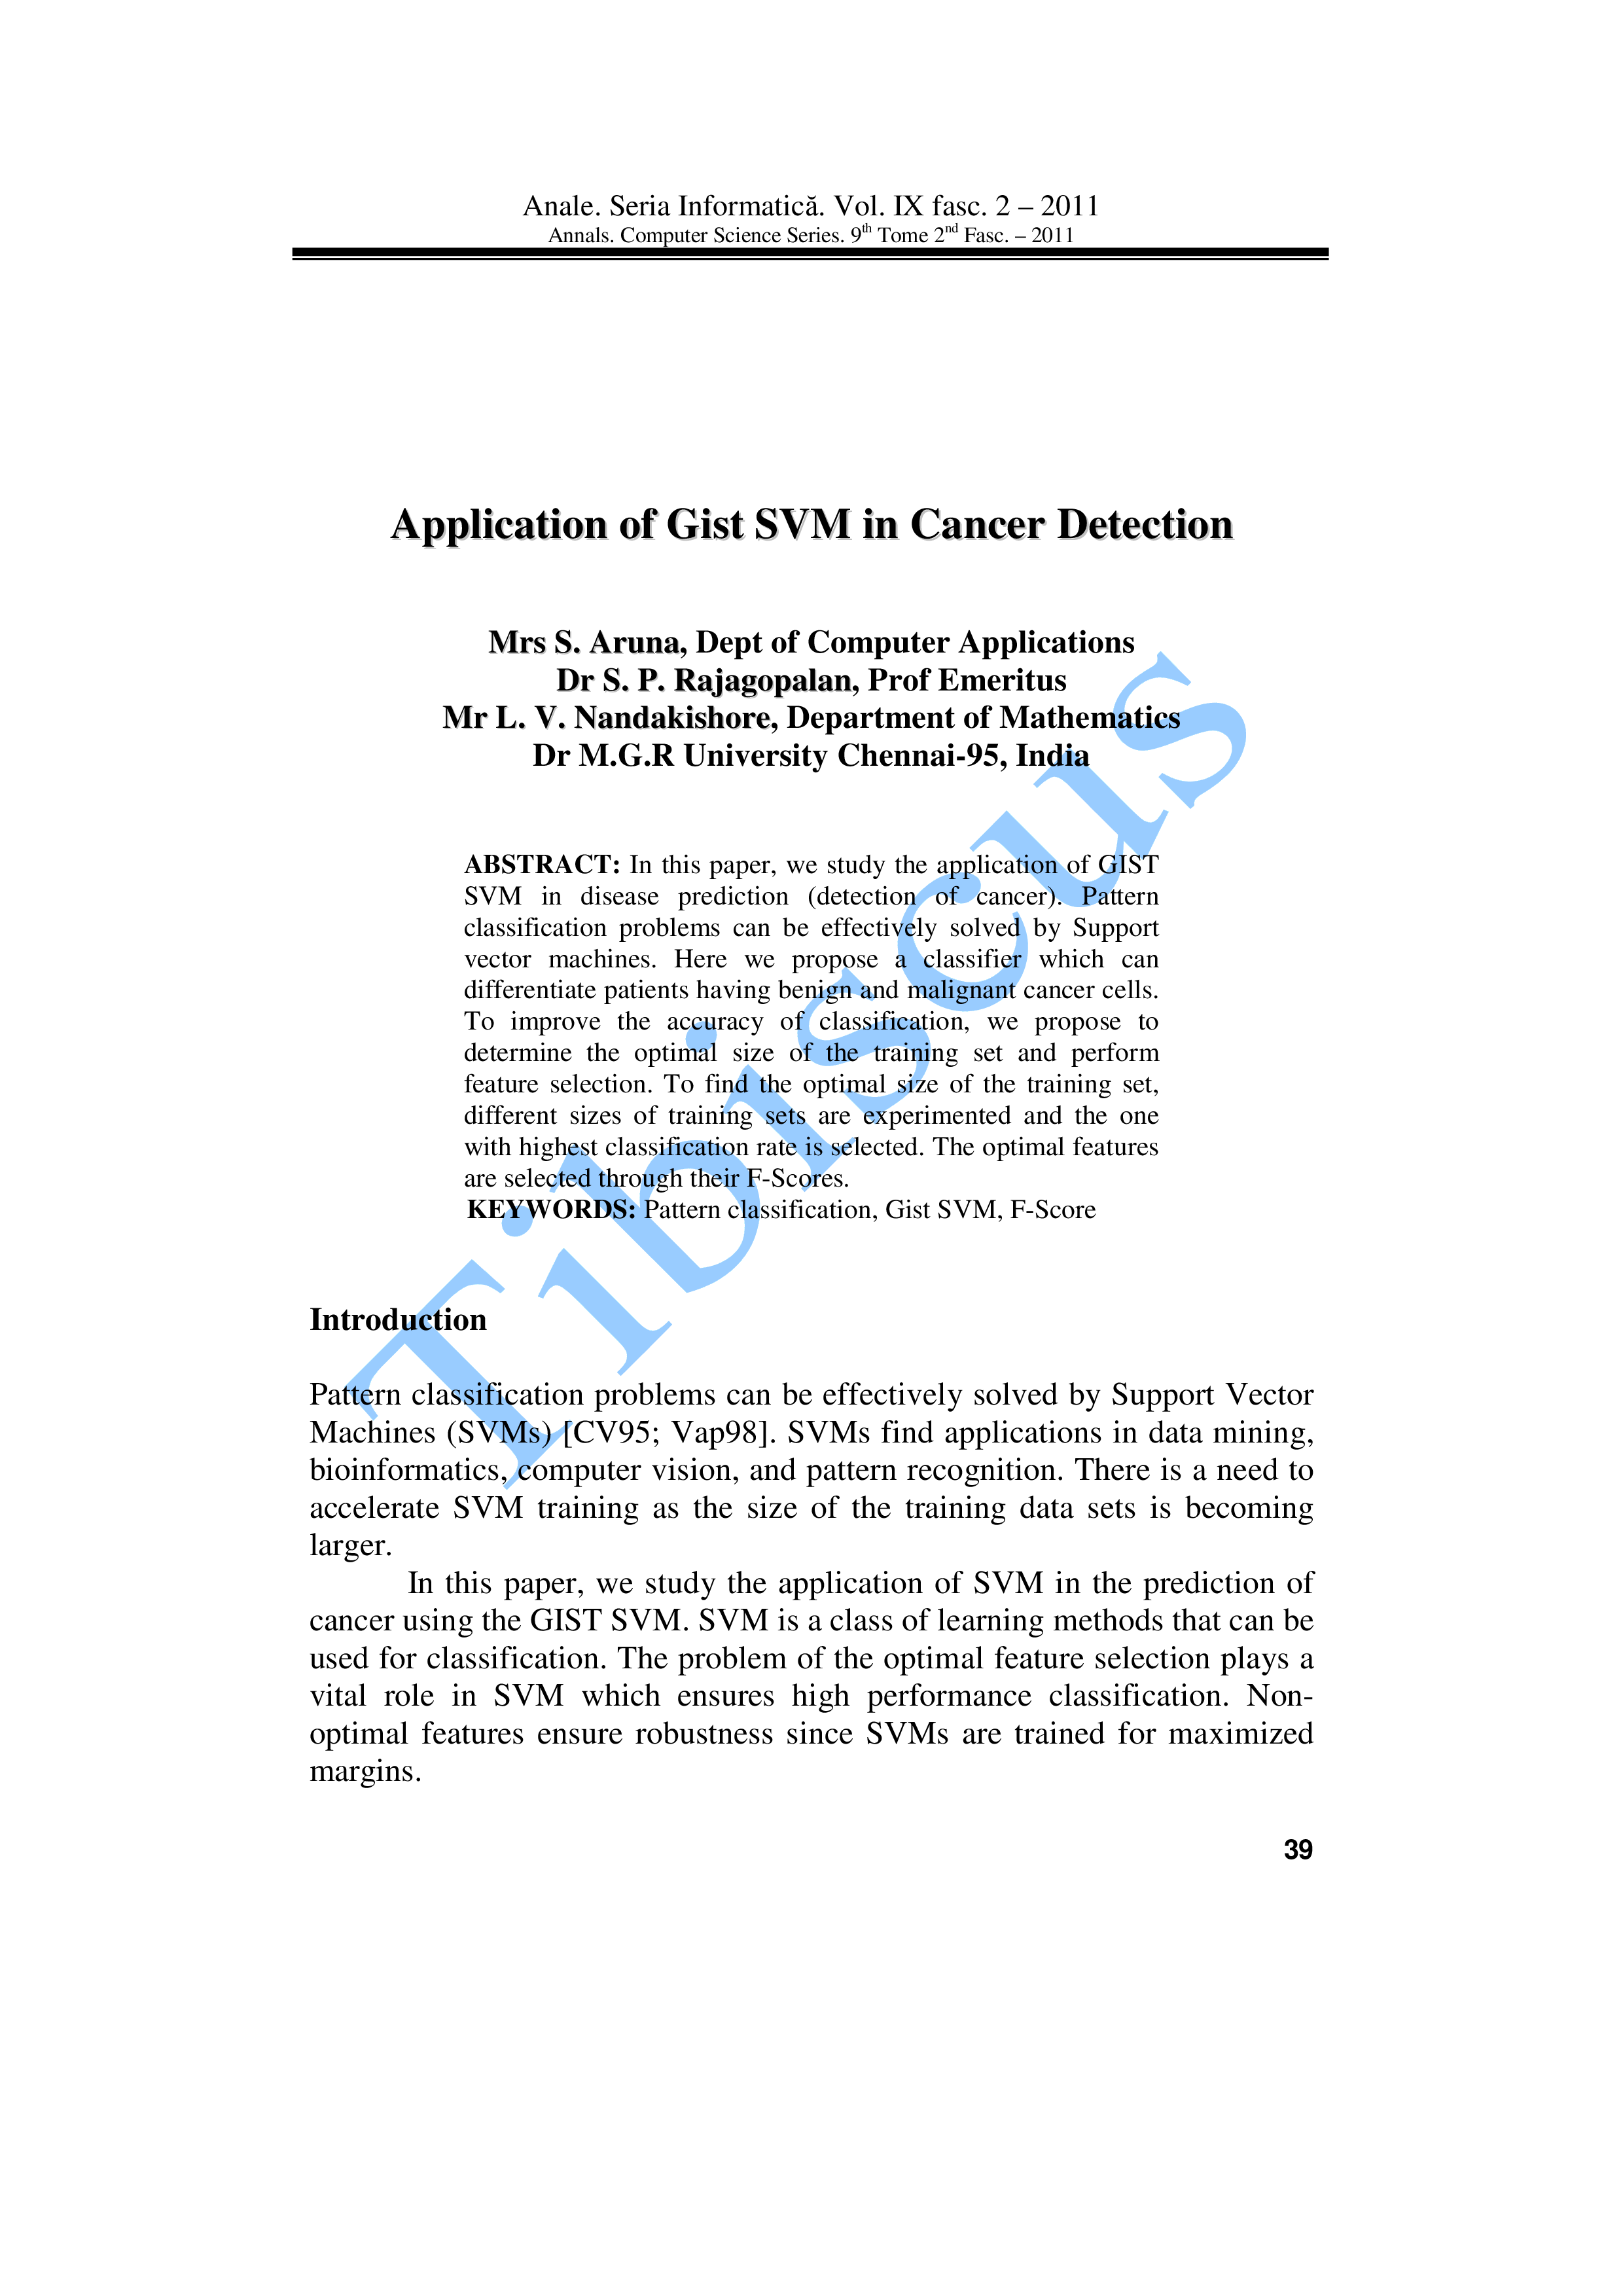 Anale. Seria Informatică. Vol. IX fasc. 2 – 2011
Annals. Computer Science Series. 9th Tome 2nd Fasc. – 2011
Application of Gist SVM in Cancer Detection
Mrs S. Aruna, Dept of Computer Applications
Dr S. P. Rajagopalan, Prof Emeritus
Mr L. V. Nandakishore, Department of Mathematics
Dr M.G.R University Chennai-95, India
ABSTRACT: In this paper, we study the application of GIST
SVM in disease prediction (detection of cancer). Pattern
classification problems can be effectively solved by Support
vector machines. Here we propose a classifier which can
differentiate patients having benign and malignant cancer cells.
To improve the accuracy of classification, we propose to
determine the optimal size of the training set and perform
feature selection. To find the optimal size of the training set,
different sizes of training sets are experimented and the one
with highest classification rate is selected. The optimal features
are selected through their F-Scores.
KEYWORDS: Pattern classification, Gist SVM, F-Score
Introduction
Pattern classification problems can be effectively solved by Support Vector
Machines (SVMs) [CV95; Vap98]. SVMs find applications in data mining,
bioinformatics, computer vision, and pattern recognition. There is a need to
accelerate SVM training as the size of the training data sets is becoming
larger.
In this paper, we study the application of SVM in the prediction of
cancer using the GIST SVM. SVM is a class of learning methods that can be
used for classification. The problem of the optimal feature selection plays a
vital role in SVM which ensures high performance classification. Non-
optimal features ensure robustness since SVMs are trained for maximized
margins.
39
Tibiscus